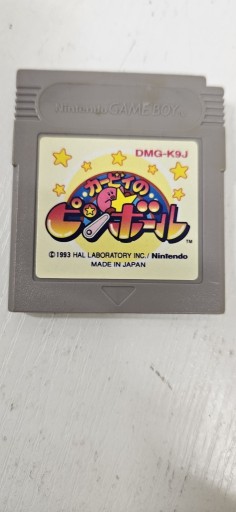 Nintendo GAME BOY
DMG-K9J
カービィの
ピンボール
TM
©1993 HAL LABORATORY INC./Nintendo
MADE IN JAPAN